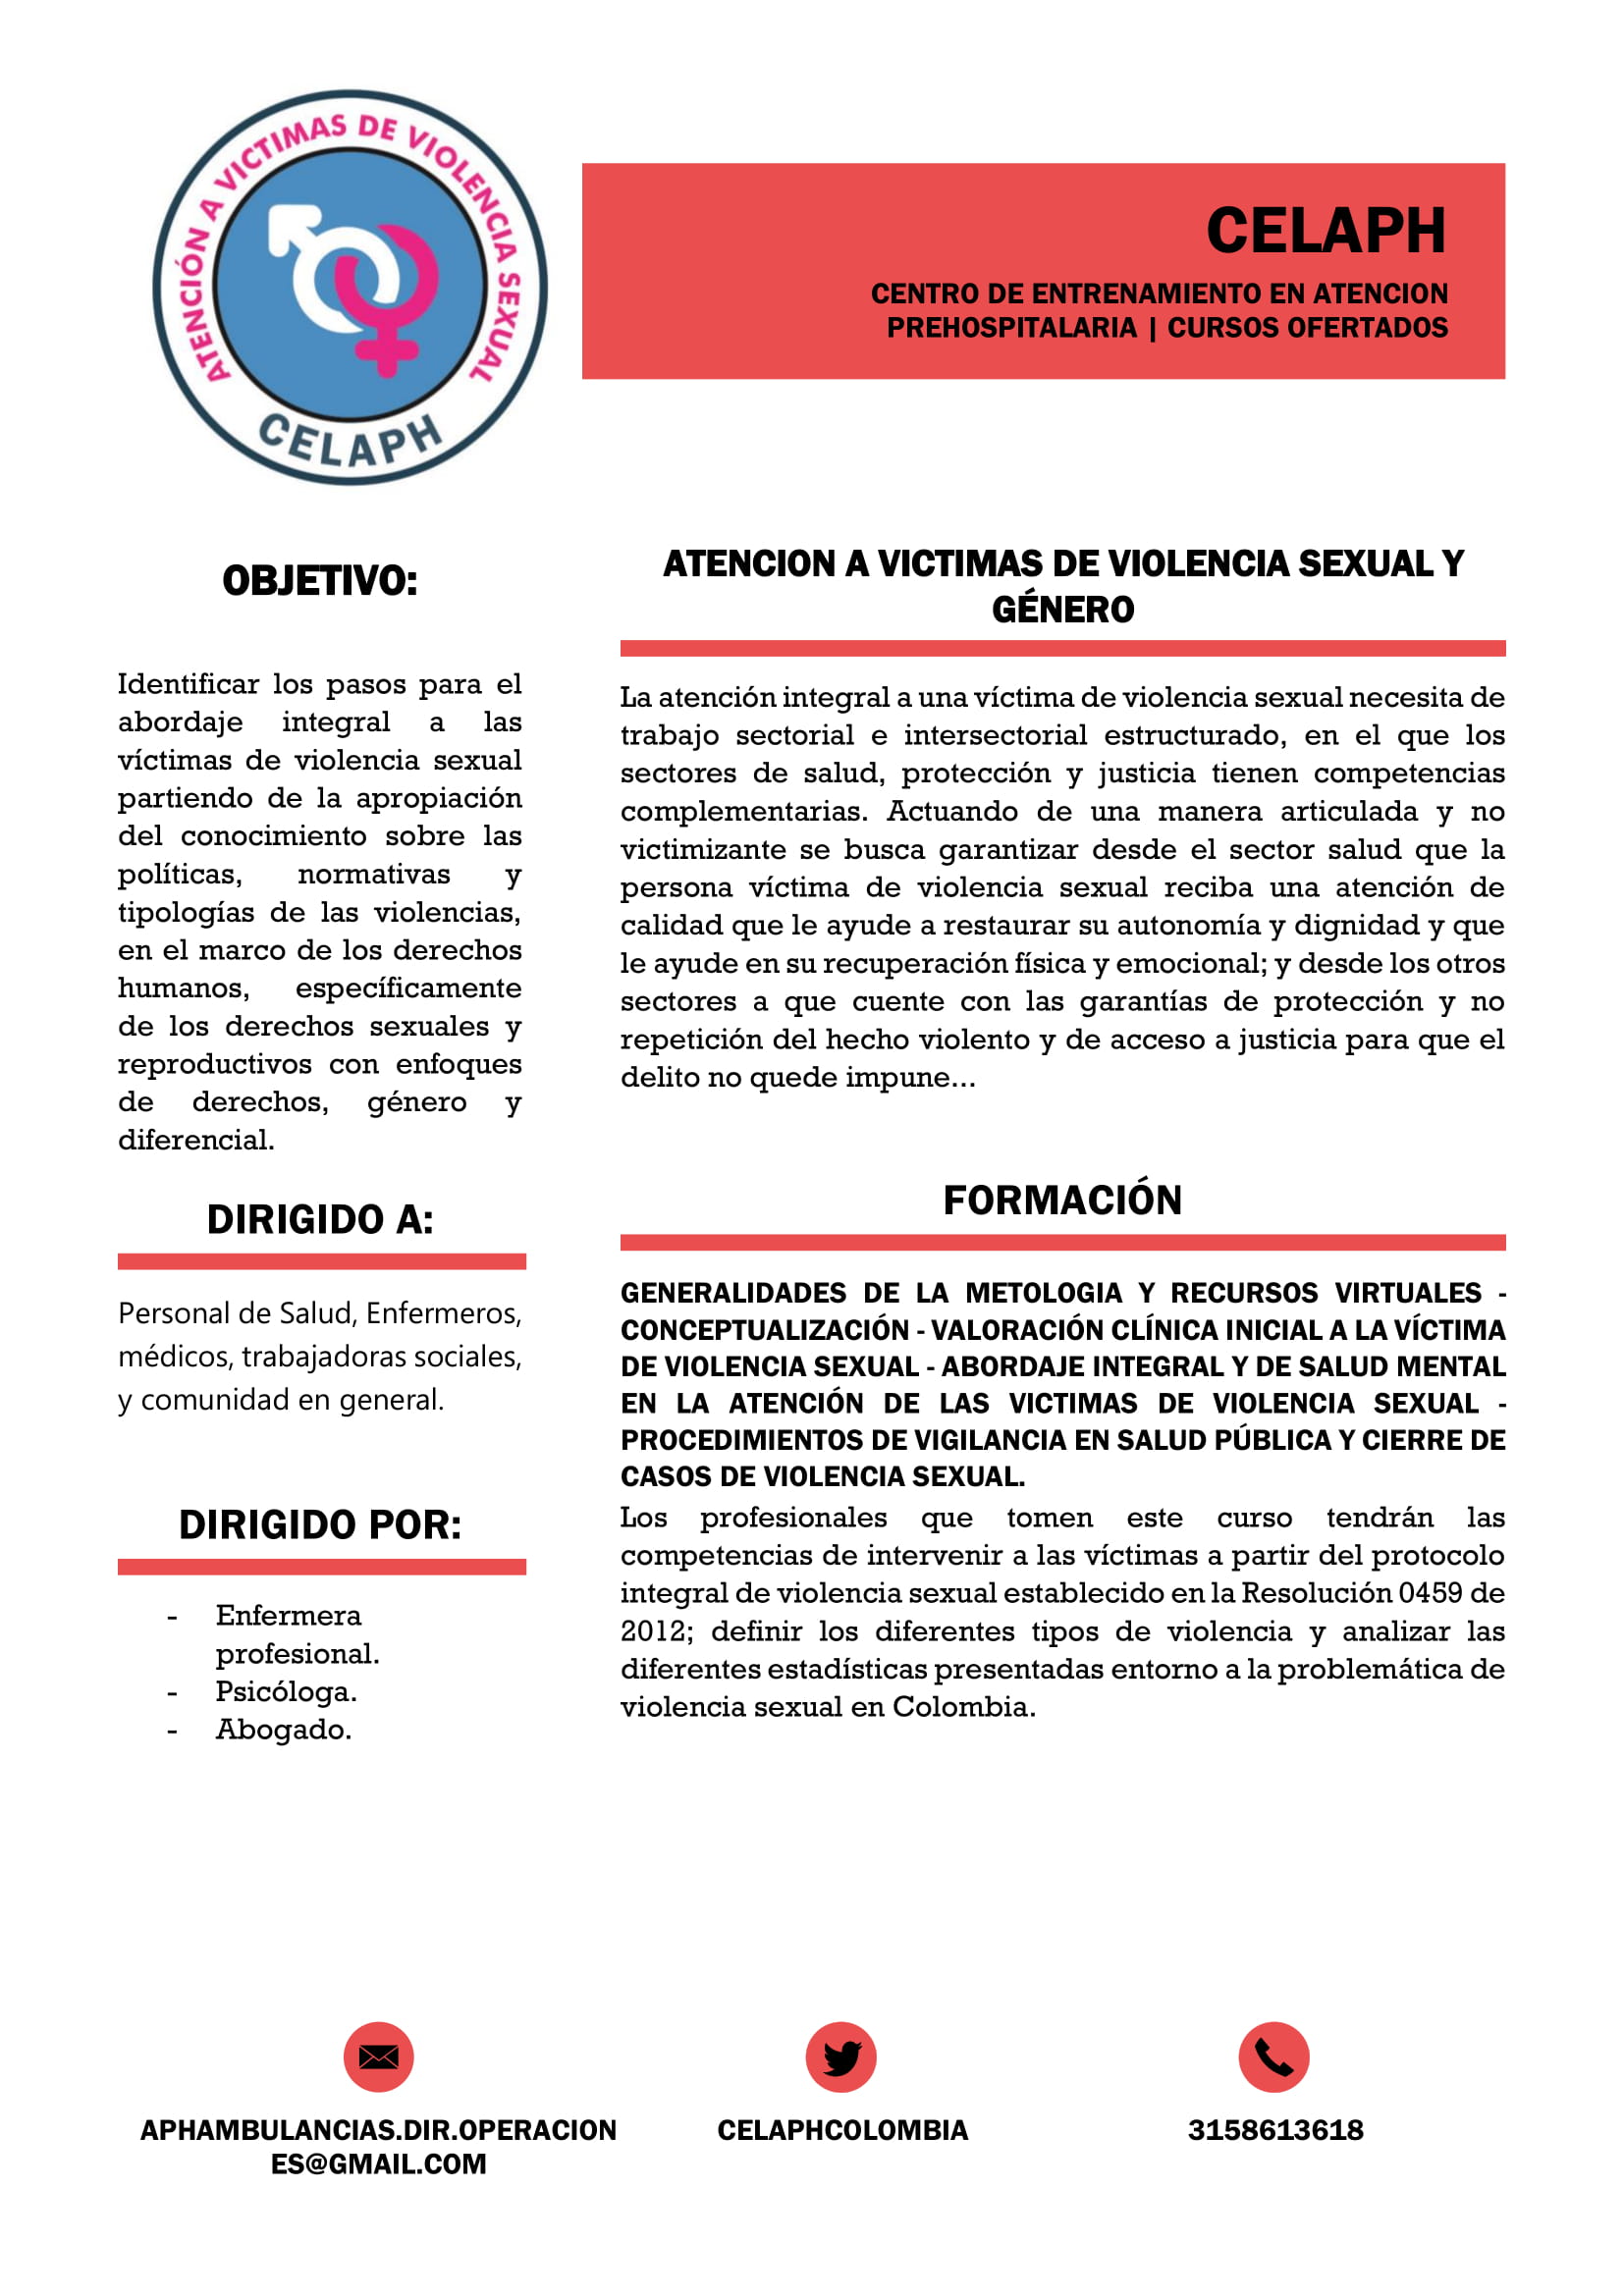 ATENCIÓN A VICTIMAS DE VIOLENCIA SEXUAL
CELAPH
CELAPH
CENTRO DE ENTRENAMIENTO EN ATENCION
PREHOSPITALARIA | CURSOS OFERTADOS
OBJETIVO:
Identificar los pasos para el
abordaje integral a las
víctimas de violencia sexual
partiendo de la apropiación
del conocimiento sobre las
políticas, normativas y
tipologías de las violencias,
en el marco de los derechos
humanos, específicamente
de los derechos sexuales y
reproductivos con enfoques
de derechos, género y
diferencial.
DIRIGIDO A:
Personal de Salud, Enfermeros,
médicos, trabajadoras sociales,
y comunidad en general.
DIRIGIDO POR:
- Enfermera
profesional.
- Psicóloga.
- Abogado.
ATENCION A VICTIMAS DE VIOLENCIA SEXUAL Y
GÉNERO
La atención integral a una víctima de violencia sexual necesita de
trabajo sectorial e intersectorial estructurado, en el que los
sectores de salud, protección y justicia tienen competencias
complementarias. Actuando de una manera articulada y no
victimizante se busca garantizar desde el sector salud que la
persona víctima de violencia sexual reciba una atención de
calidad que le ayude a restaurar su autonomía y dignidad y que
le ayude en su recuperación física y emocional; y desde los otros
sectores a que cuente con las garantías de protección y no
repetición del hecho violento y de acceso a justicia para que el
delito no quede impune...
FORMACIÓN
GENERALIDADES DE LA METOLOGIA Y RECURSOS VIRTUALES -
CONCEPTUALIZACIÓN - VALORACIÓN CLÍNICA INICIAL A LA VÍCTIMA
DE VIOLENCIA SEXUAL - ABORDAJE INTEGRAL Y DE SALUD MENTAL
EN LA ATENCIÓN DE LAS VICTIMAS DE VIOLENCIA SEXUAL -
PROCEDIMIENTOS DE VIGILANCIA EN SALUD PÚBLICA Y CIERRE DE
CASOS DE VIOLENCIA SEXUAL.
Los profesionales que tomen este curso tendrán las
competencias de intervenir a las víctimas a partir del protocolo
integral de violencia sexual establecido en la Resolución 0459 de
2012; definir los diferentes tipos de violencia y analizar las
diferentes estadísticas presentadas entorno a la problemática de
violencia sexual en Colombia.
APHAMBULANCIAS.DIR.OPERACION
ES@GMAIL.COM
CELAPHCOLOMBIA
3158613618